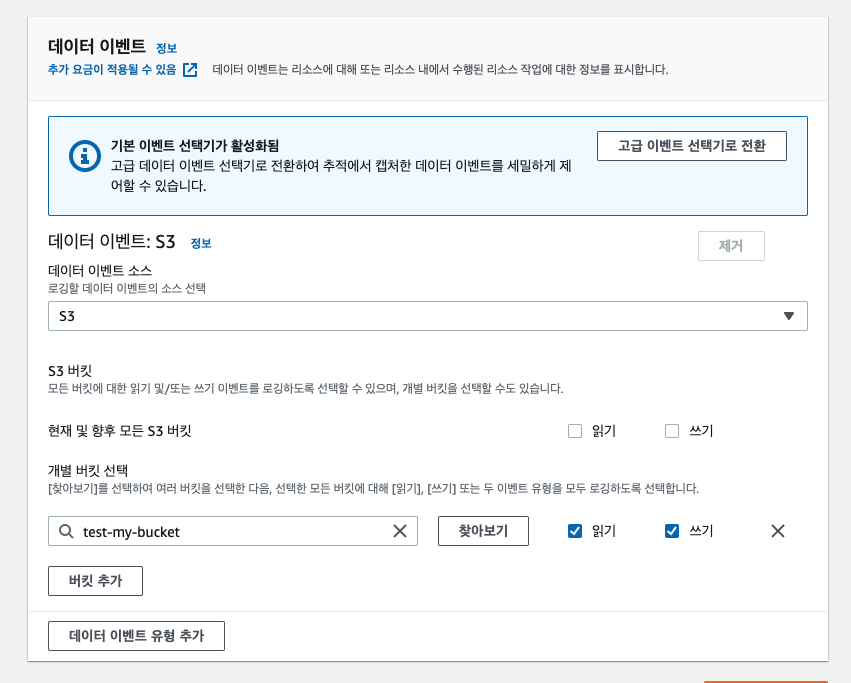 데이터 이벤트 정보
추가 요금이 적용될 수 있음 데이터 이벤트는 리소스에 대해 또는 리소스 내에서 수행된 리소스 작업에 대한 정보를 표시합니다.
기본 이벤트 선택기가 활성화됨
고급 데이터 이벤트 선택기로 전환하여 추적에서 캡처한 데이터 이벤트를 세밀하게 제
어할 수 있습니다.
고급 이벤트 선택기로 전환
데이터 이벤트: S3 정보
제거
데이터 이벤트 소스
로깅할 데이터 이벤트의 소스 선택
S3
S3 버킷
모든 버킷에 대한 읽기 및/또는 쓰기 이벤트를 로깅하도록 선택할 수 있으며, 개별 버킷을 선택할 수도 있습니다.
현재 및 향후 모든 S3 버킷 읽기 쓰기
개별 버킷 선택
[찾아보기]를 선택하여 여러 버킷을 선택한 다음, 선택한 모든 버킷에 대해 [읽기], [쓰기] 또는 두 이벤트 유형을 모두 로깅하도록 선택합니다.
test-my-bucket 찾아보기 읽기 쓰기
버킷 추가
데이터 이벤트 유형 추가